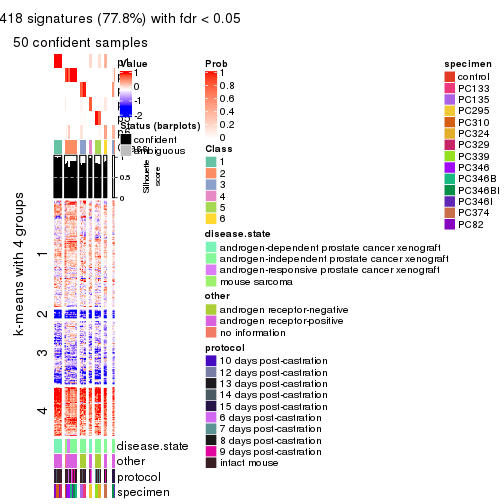 418 signatures (77.8%) with fdr < 0.05
50 confident samples
Value
2
1
0
-1
-2
Status (barplots)
confident
ambiguous
1
0.5
0
Silhouette
score
k-means with 4 groups
1
2
3
4
disease.state
other
protocol
specimen
Prob
1
0.8
0.6
0.4
0.2
0
Class
1
2
3
4
5
6
disease.state
androgen-dependent prostate cancer xenograft
androgen-independent prostate cancer xenograft
androgen-responsive prostate cancer xenograft
mouse sarcoma
other
androgen receptor-negative
androgen receptor-positive
no information
protocol
10 days post-castration
12 days post-castration
13 days post-castration
14 days post-castration
15 days post-castration
6 days post-castration
7 days post-castration
8 days post-castration
9 days post-castration
intact mouse
specimen
control
PC133
PC135
PC295
PC310
PC324
PC329
PC339
PC346
PC346B
PC346BI
PC346I
PC374
PC82